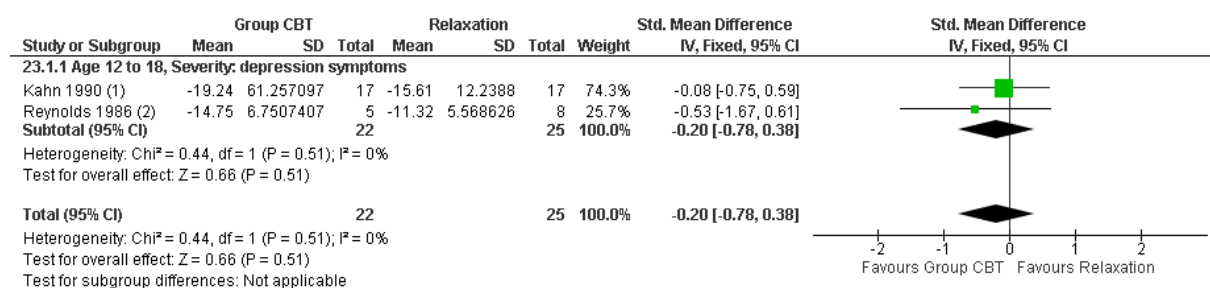 Group CBT Relaxation Std. Mean Difference Std. Mean Difference
Study or Subgroup Mean SD Total Mean SD Total Weight IV, Fixed, 95% CI IV, Fixed, 95% CI
23.1.1 Age 12 to 18, Severity: depression symptoms
Kahn 1990 (1) -19.24 61.257097 17 -15.61 12.2388 17 74.3% -0.08 [-0.75, 0.59]
Reynolds 1986 (2) -14.75 6.7507407 5 -11.32 5.568626 8 25.7% -0.53 [-1.67, 0.61]
Subtotal (95% CI) 22 25 100.0% -0.20 [-0.78, 0.38]
Heterogeneity: Chi² = 0.44, df = 1 (P = 0.51); I² = 0%
Test for overall effect: Z = 0.66 (P = 0.51)
Total (95% CI) 22 25 100.0% -0.20 [-0.78, 0.38]
Heterogeneity: Chi² = 0.44, df = 1 (P = 0.51); I² = 0%
Test for overall effect: Z = 0.66 (P = 0.51)
Test for subgroup differences: Not applicable
-2 -1 0 1 2
Favours Group CBT Favours Relaxation